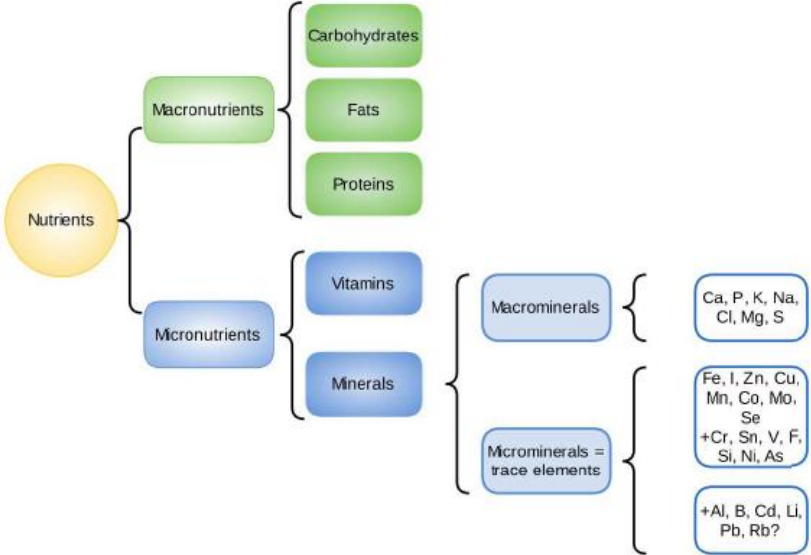 Nutrients
Macronutrients
Carbohydrates
Fats
Proteins
Micronutrients
Vitamins
Minerals
Macrominerals
Ca, P, K, Na,
Cl, Mg, S
Microminerals =
trace elements
Fe, I, Zn, Cu,
Mn, Co, Mo,
Se
+Cr, Sn, V, F,
Si, Ni, As
+Al, B, Cd, Li,
Pb, Rb?